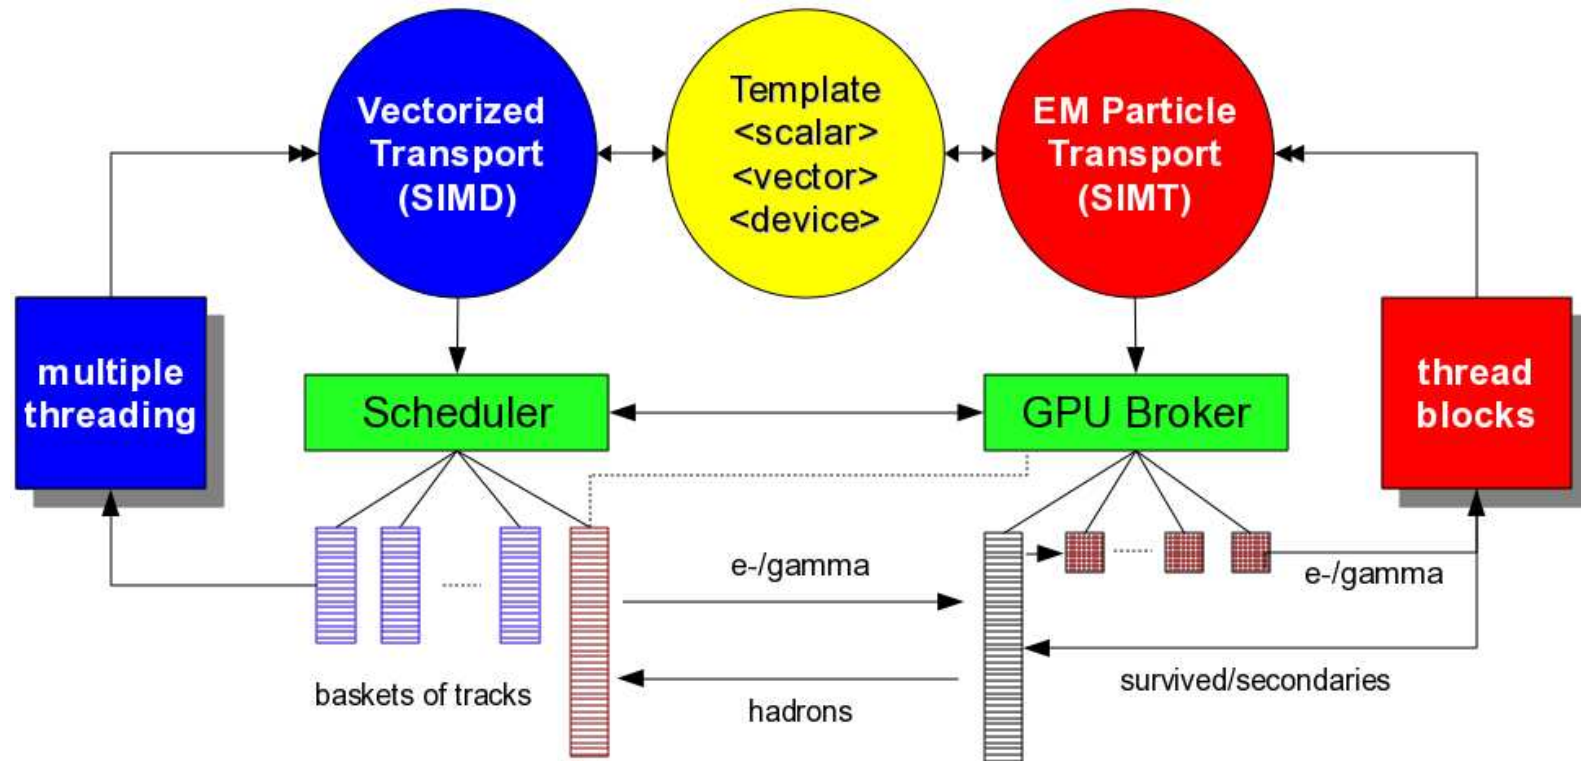 Vectorized
Transport
(SIMD)
Template
<scalar>
<vector>
<device>
EM Particle
Transport
(SIMT)
multiple
threading
Scheduler
GPU Broker
thread
blocks
e-/gamma
e-/gamma
baskets of tracks
hadrons
survived/secondaries